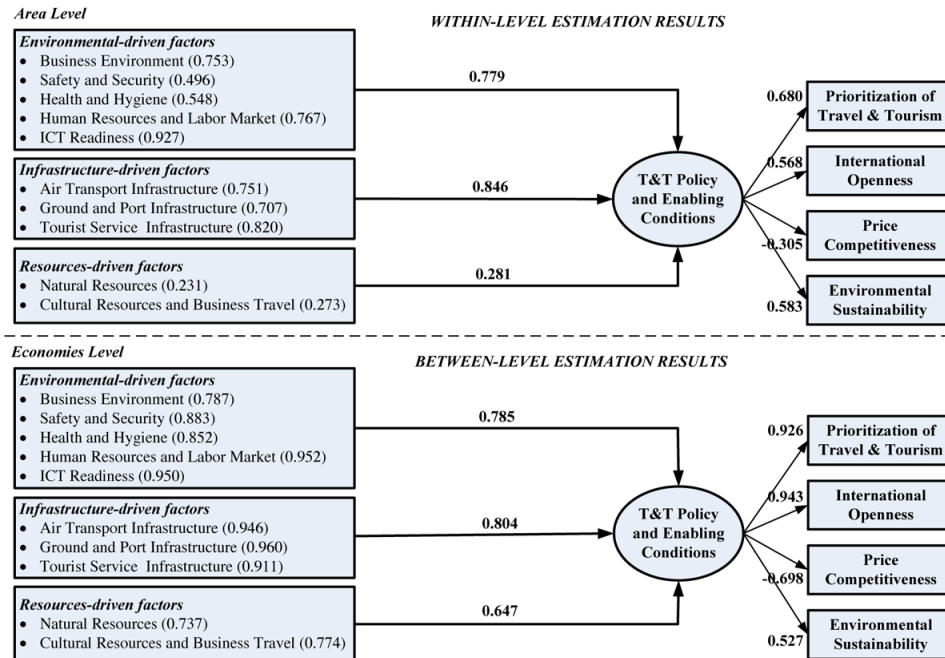 Area Level
WITHIN-LEVEL ESTIMATION RESULTS
Environmental-driven factors
• Business Environment (0.753)
• Safety and Security (0.496)
• Health and Hygiene (0.548)
• Human Resources and Labor Market (0.767)
• ICT Readiness (0.927)
0.779
Infrastructure-driven factors
• Air Transport Infrastructure (0.751)
• Ground and Port Infrastructure (0.707)
• Tourist Service Infrastructure (0.820)
0.846
Resources-driven factors
• Natural Resources (0.231)
• Cultural Resources and Business Travel (0.273)
0.281
T&T Policy
and Enabling
Conditions
0.680
Prioritization of
Travel & Tourism
0.568
International
Openness
-0.305
Price
Competitiveness
0.583
Environmental
Sustainability
Economies Level
BETWEEN-LEVEL ESTIMATION RESULTS
Environmental-driven factors
• Business Environment (0.787)
• Safety and Security (0.883)
• Health and Hygiene (0.852)
• Human Resources and Labor Market (0.952)
• ICT Readiness (0.950)
0.785
Infrastructure-driven factors
• Air Transport Infrastructure (0.946)
• Ground and Port Infrastructure (0.960)
• Tourist Service Infrastructure (0.911)
0.804
Resources-driven factors
• Natural Resources (0.737)
• Cultural Resources and Business Travel (0.774)
0.647
T&T Policy
and Enabling
Conditions
0.926
Prioritization of
Travel & Tourism
0.943
International
Openness
-0.698
Price
Competitiveness
0.527
Environmental
Sustainability